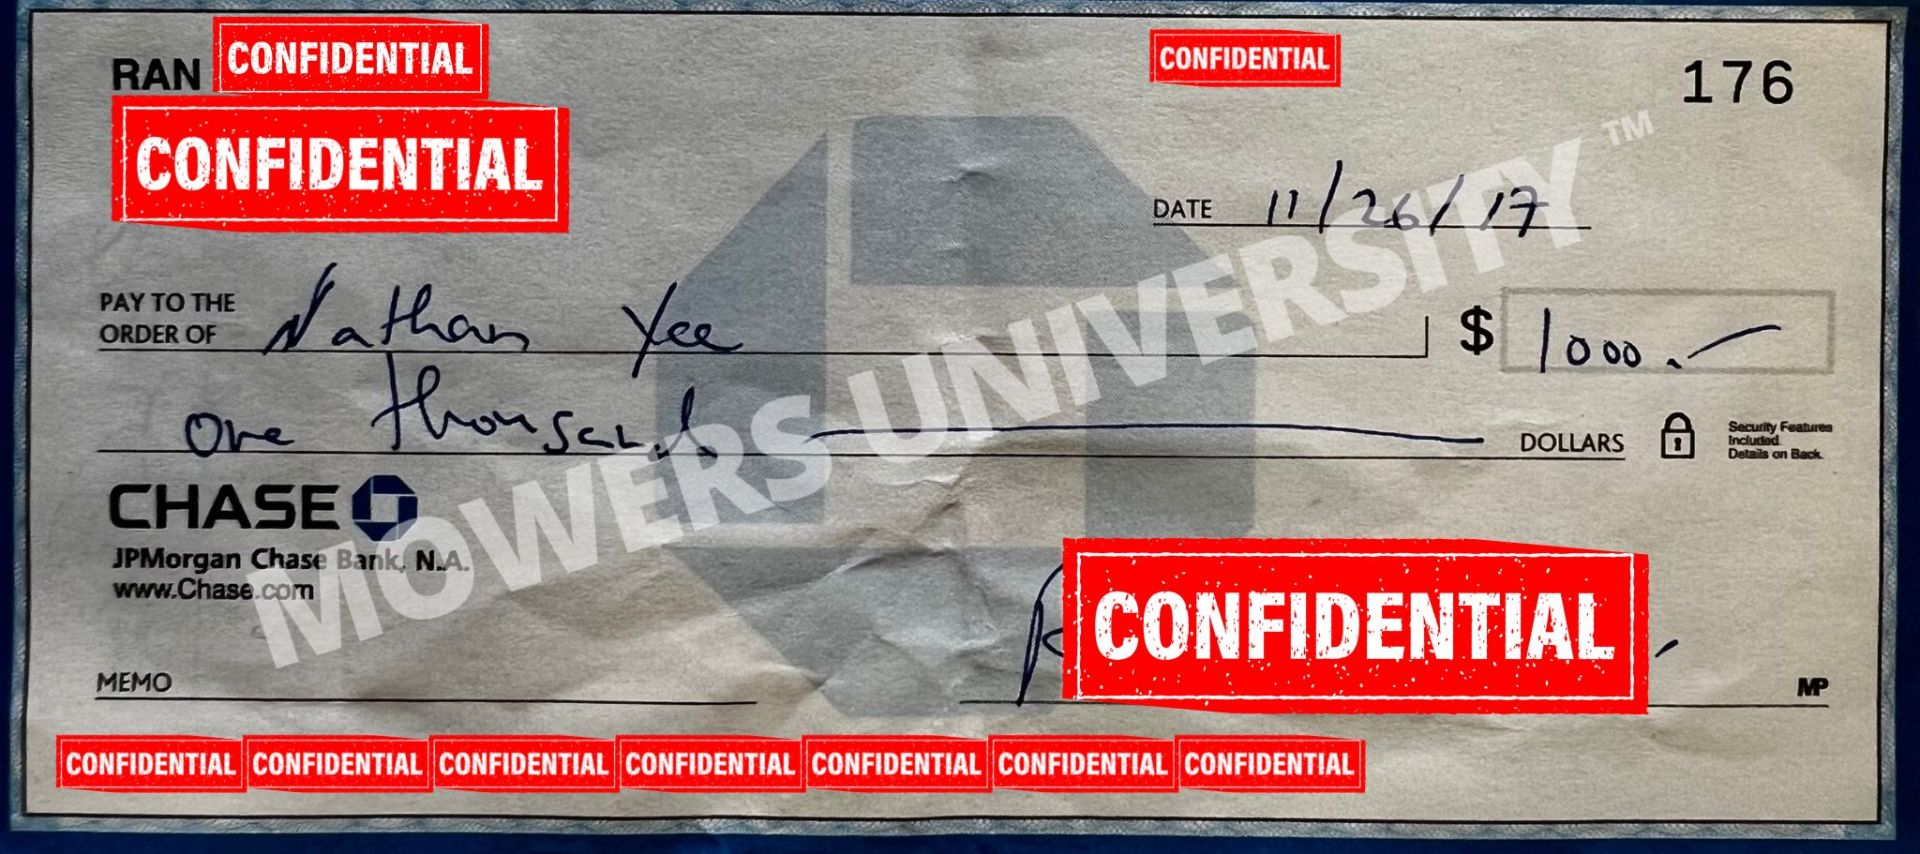 RAN CONFIDENTIAL
CONFIDENTIAL
CONFIDENTIAL
176
DATE 11/26/17
PAY TO THE
ORDER OF Nathan Yee $ 1000.-
One thousand DOLLARS
Security Features
Included.
Details on Back.
CHASE
JPMorgan Chase Bank, N.A.
www.Chase.com
MOWERS UNIVERSITY™
CONFIDENTIAL
MEMO
MP
CONFIDENTIAL CONFIDENTIAL CONFIDENTIAL CONFIDENTIAL CONFIDENTIAL CONFIDENTIAL CONFIDENTIAL